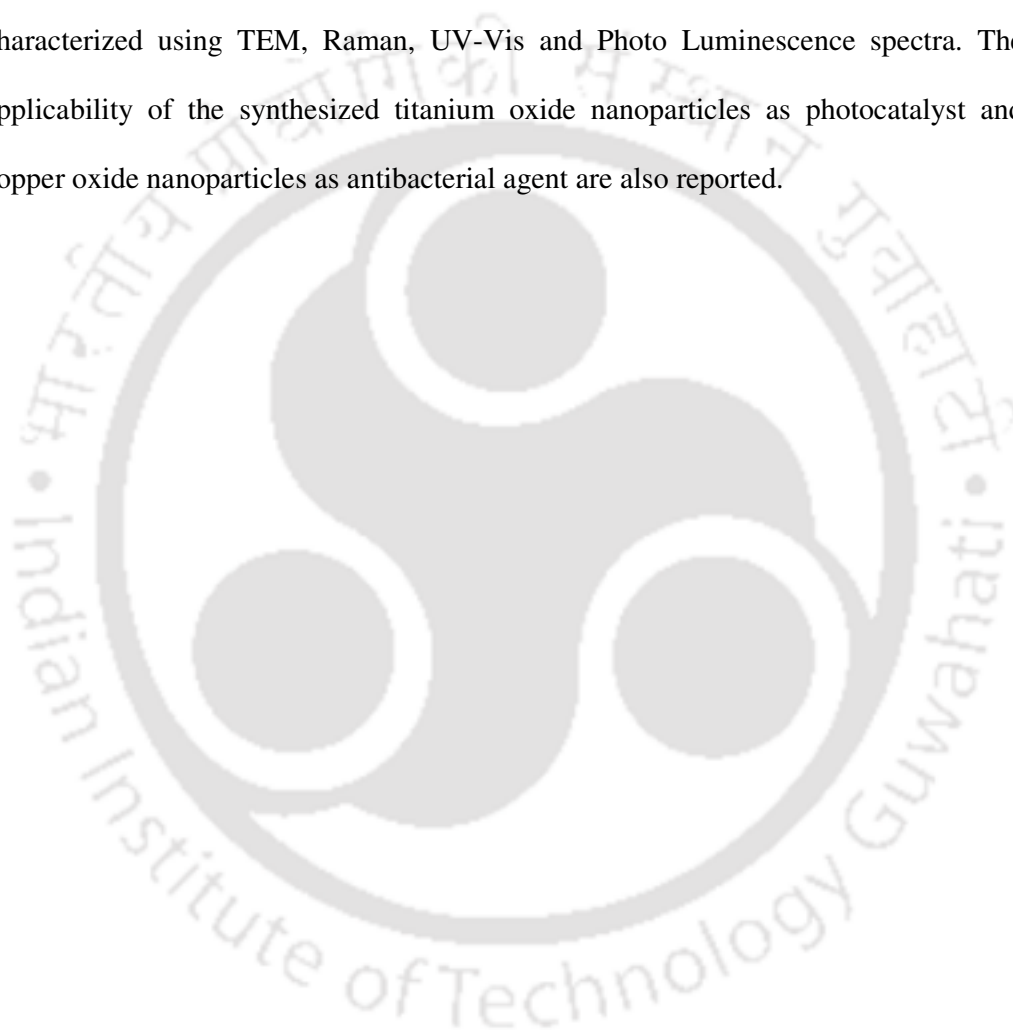 haracterized using TEM, Raman, UV-Vis and Photo Luminescence spectra. The
pplicability of the synthesized titanium oxide nanoparticles as photocatalyst and
opper oxide nanoparticles as antibacterial agent are also reported.
भारतीय प्रौद्योगिकी संस्थान गुवाहाटी
Indian Institute of Technology Guwahati